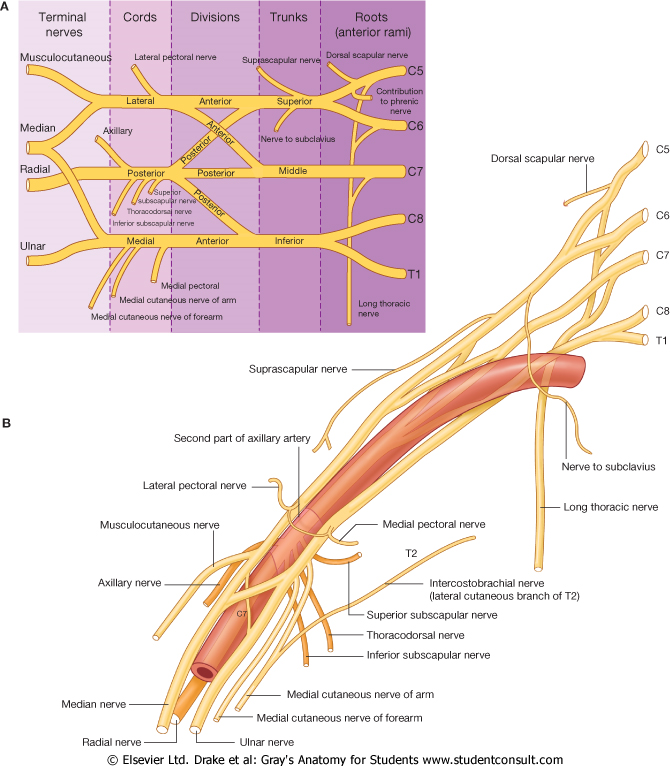 A
Terminal
nerves
Cords
Divisions
Trunks
Roots
(anterior rami)
Musculocutaneous
Lateral pectoral nerve
Suprascapular nerve
Dorsal scapular nerve
Radial
C5
Contribution
to phrenic
nerve
Lateral
Anterior
Superior
Median
Axillary
Anterior
Posterior
Nerve to subclavius
C6
Radial
Posterior
Posterior
Middle
C7
Superior
subscapular nerve
Thoracodorsal nerve
Inferior subscapular nerve
Posterior
C8
Ulnar
Medial
Anterior
Inferior
T1
Medial pectoral
Medial cutaneous nerve of arm
Medial cutaneous nerve of forearm
Long thoracic
nerve
Dorsal scapular nerve
C5
C6
C7
C8
T1
Suprascapular nerve
B
Second part of axillary artery
Nerve to subclavius
Lateral pectoral nerve
Long thoracic nerve
Musculocutaneous nerve
Medial pectoral nerve
T2
Axillary nerve
Intercostobrachial nerve
(lateral cutaneous branch of T2)
C7
Superior subscapular nerve
Thoracodorsal nerve
Inferior subscapular nerve
Medial cutaneous nerve of arm
Median nerve
Medial cutaneous nerve of forearm
Radial nerve
Ulnar nerve
© Elsevier Ltd. Drake et al: Gray's Anatomy for Students www.studentconsult.com